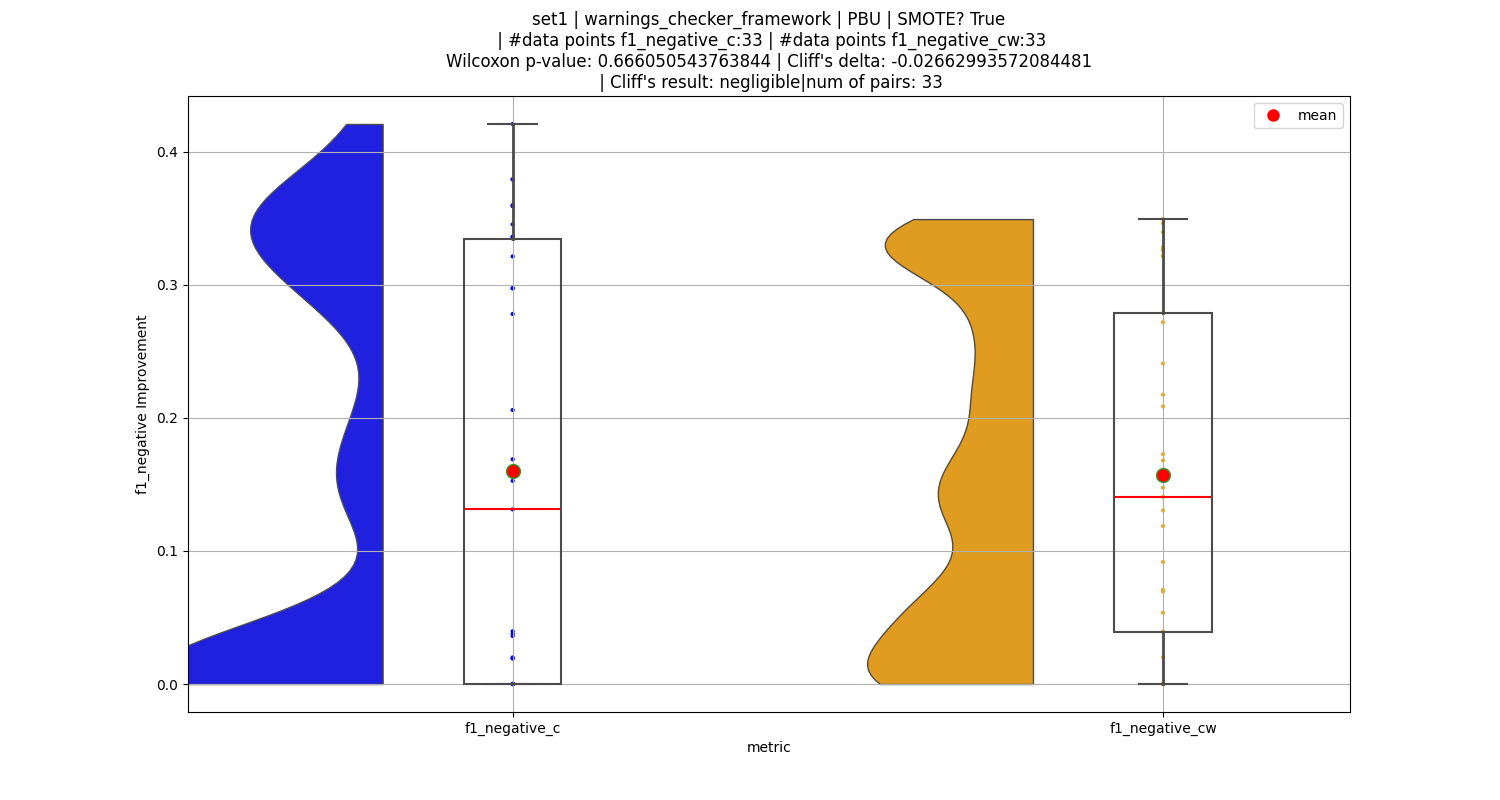 set1 | warnings_checker_framework | PBU | SMOTE? True
| #data points f1_negative_c:33 | #data points f1_negative_cw:33
Wilcoxon p-value: 0.666050543763844 | Cliff's delta: -0.02662993572084481
| Cliff's result: negligible|num of pairs: 33
mean
0.4
0.3
0.2
0.1
0.0
f1_negative Improvement
f1_negative_c
f1_negative_cw
metric